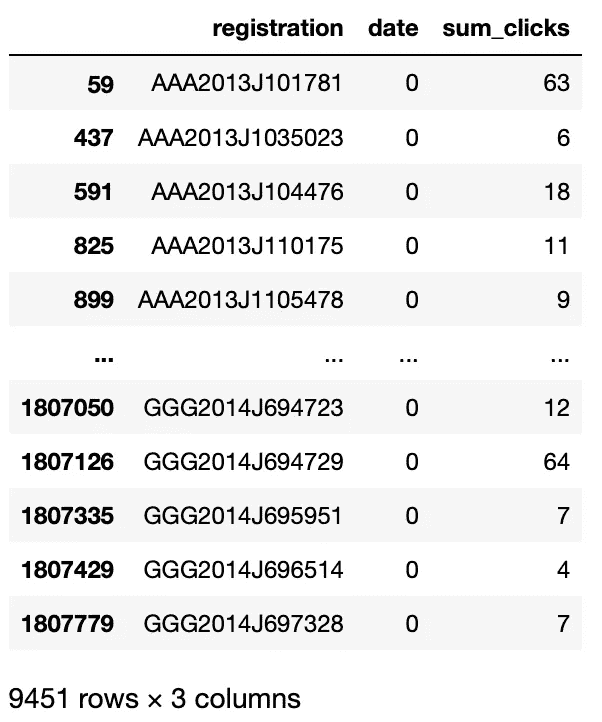 registration date sum_clicks
59 AAA2013J101781 0 63
437 AAA2013J1035023 0 6
591 AAA2013J104476 0 18
825 AAA2013J110175 0 11
899 AAA2013J1105478 0 9
... ... ... ...
1807050 GGG2014J694723 0 12
1807126 GGG2014J694729 0 64
1807335 GGG2014J695951 0 7
1807429 GGG2014J696514 0 4
1807779 GGG2014J697328 0 7
9451 rows × 3 columns